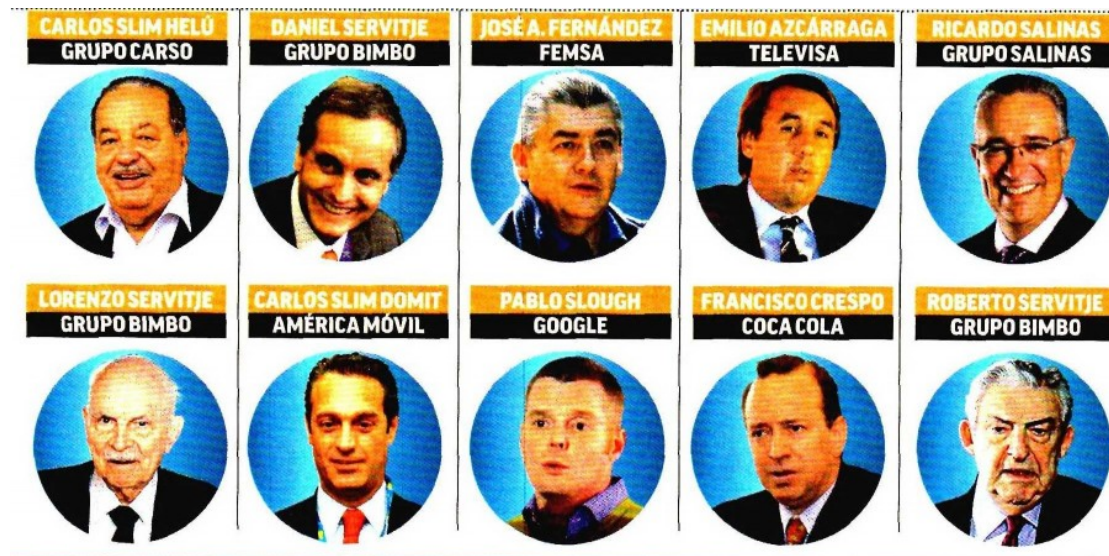 CARLOS SLIM HELÚ
GRUPO CARSO
DANIEL SERVITJE
GRUPO BIMBO
JOSÉ A. FERNÁNDEZ
FEMSA
EMILIO AZCÁRRAGA
TELEVISA
RICARDO SALINAS
GRUPO SALINAS
LORENZO SERVITJE
GRUPO BIMBO
CARLOS SLIM DOMIT
AMÉRICA MÓVIL
PABLO SLOUGH
GOOGLE
FRANCISCO CRESPO
COCA COLA
ROBERTO SERVITJE
GRUPO BIMBO